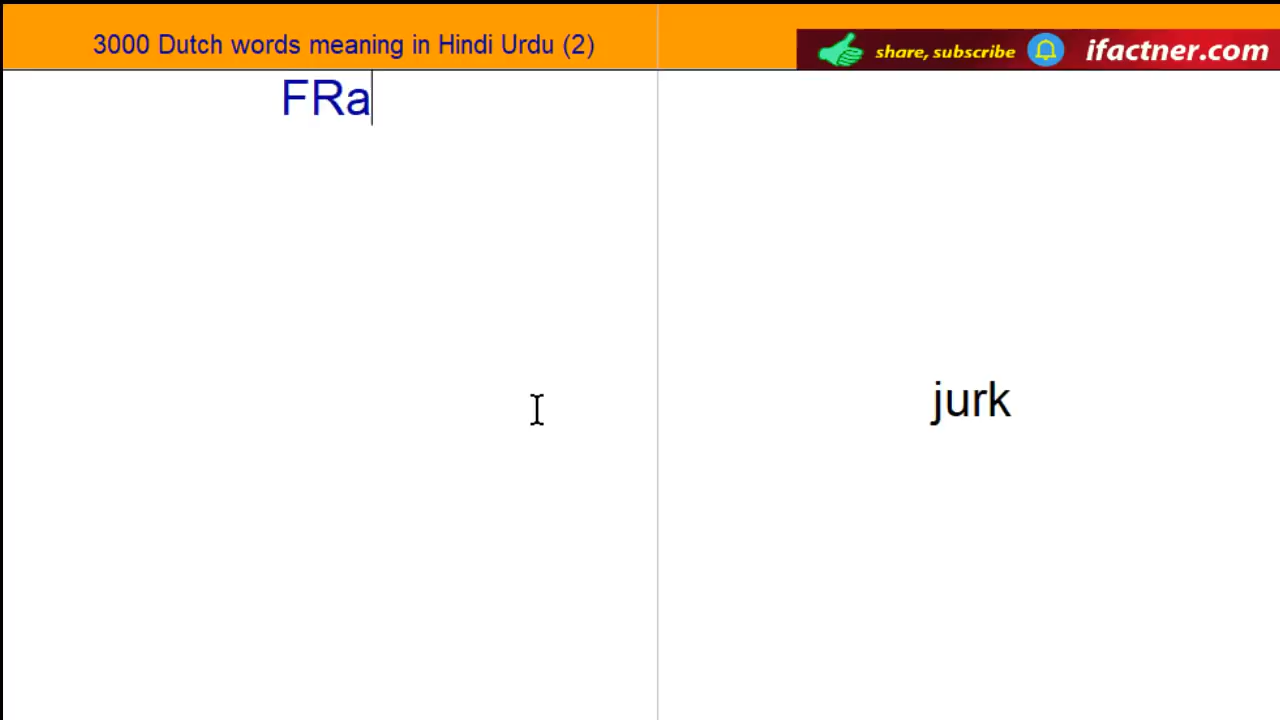 3000 Dutch words meaning in Hindi Urdu (2)
share, subscribe
ifactner.com
FRa
jurk